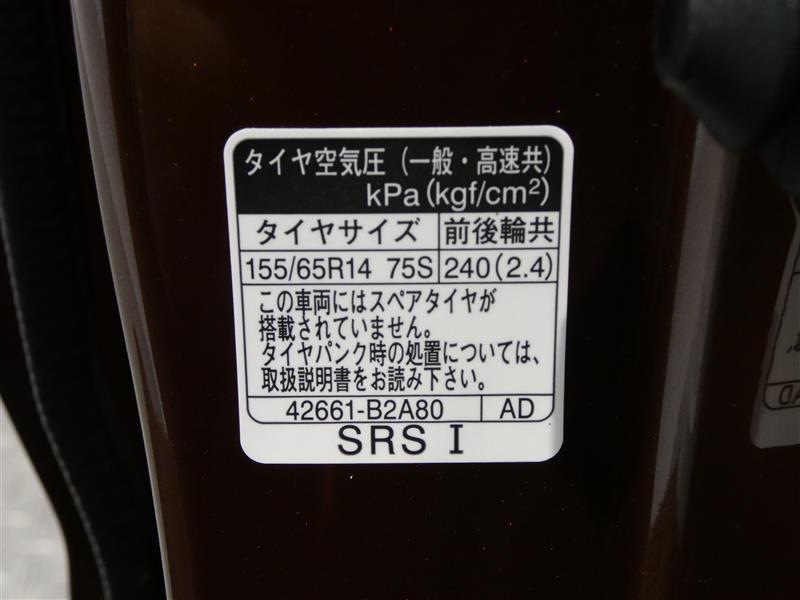 タイヤ空気圧（一般・高速共）
kPa(kgf/cm²)
タイヤサイズ 前後輪共
155/65R14 75S 240(2.4)
この車両にはスペアタイヤが
搭載されていません。
タイヤパンク時の処置については、
取扱説明書をお読み下さい。
42661-B2A80 AD
SRS I